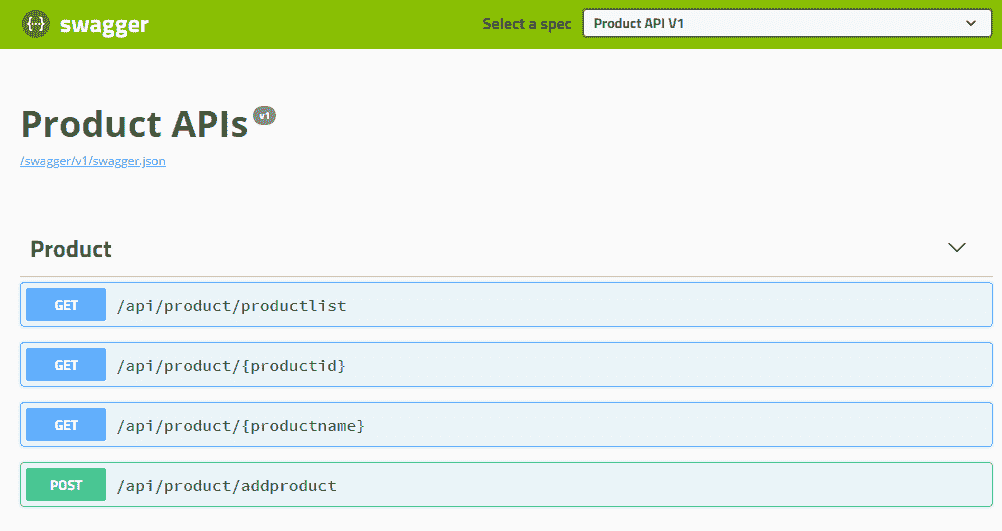 {···} swagger
Select a spec
Product API V1
Product APIs v1
/swagger/v1/swagger.json
Product
GET /api/product/productlist
GET /api/product/{productid}
GET /api/product/{productname}
POST /api/product/addproduct